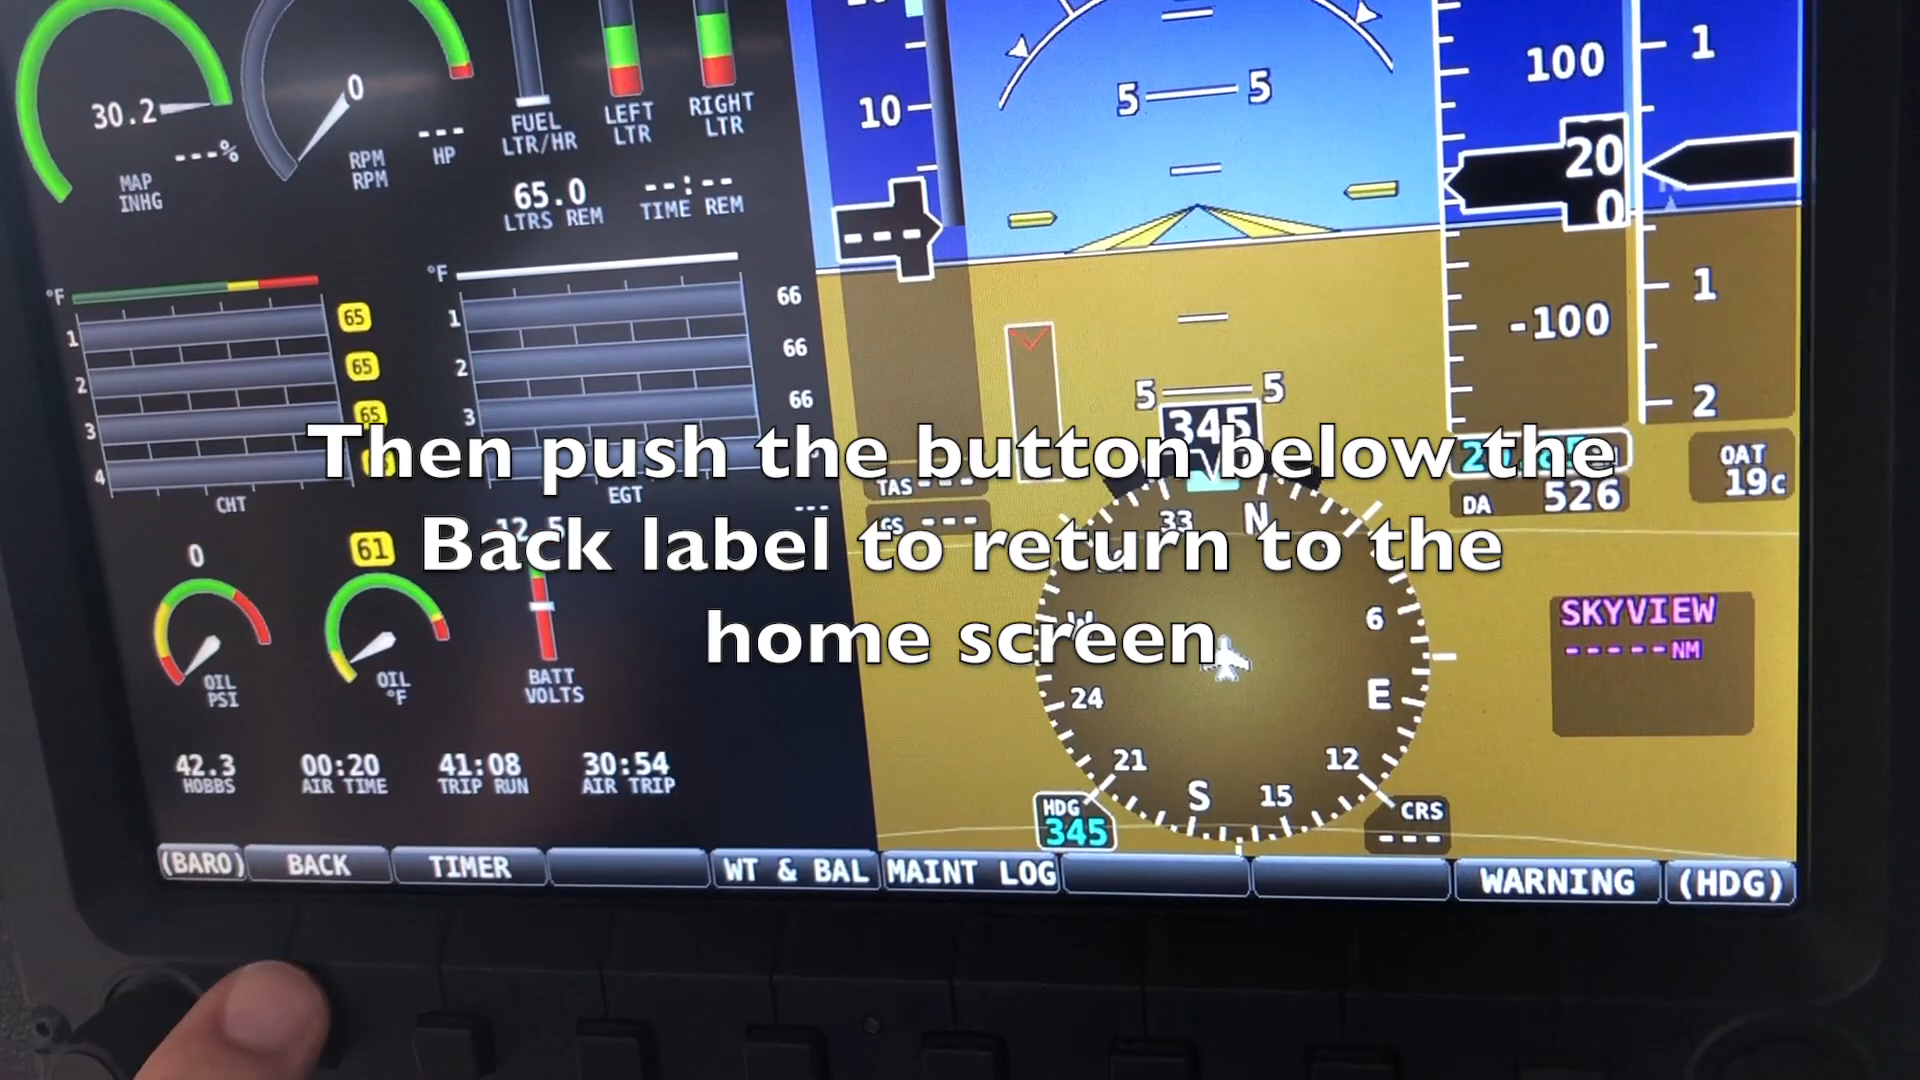 30.2
---%
MAP
INHG
0
RPM
RPM
---
HP
FUEL
LTR/HR
LEFT
LTR
RIGHT
LTR
65.0
LTRS REM
--:--
TIME REM
10
---
5 5
100
20
0
-100
1
1
2
°F
1
2
3
4
65
65
65
CHT
°F
1
2
3
66
66
66
---
EGT
Then push the button below the
Back label to return to the
home screen
5 5
345
TAS ---
GS ---
DA 526
OAT
19c
0
OIL
PSI
61
OIL
°F
12.5
BATT
VOLTS
33
N
6
E
12
15
S
21
24
W
SKYVIEW
-----NM
42.3
HOBBS
00:20
AIR TIME
41:08
TRIP RUN
30:54
AIR TRIP
HDG
345
CRS
---
(BARO) BACK TIMER WT & BAL MAINT LOG WARNING (HDG)